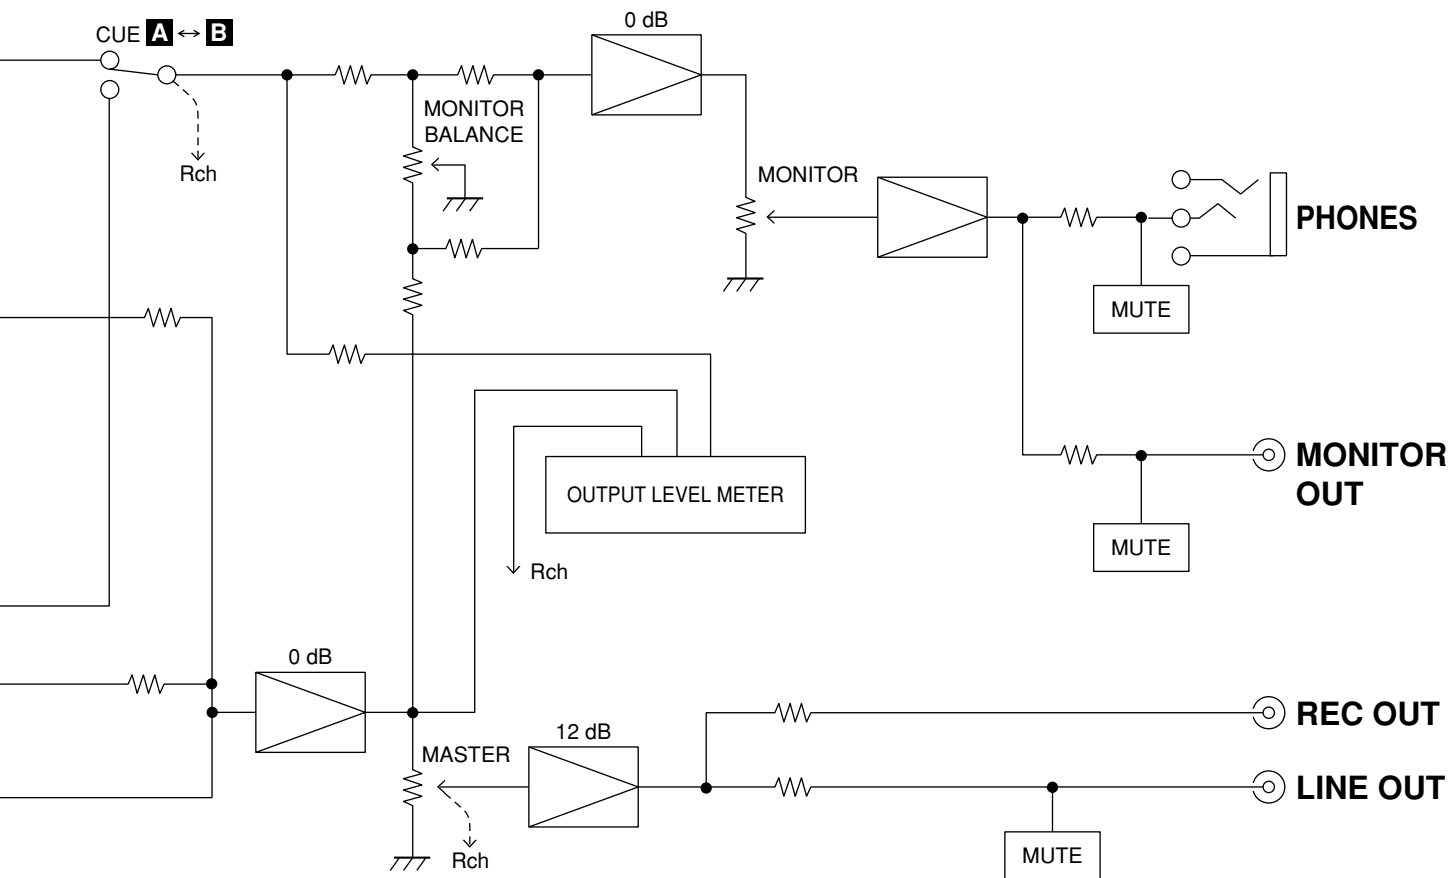 0 dB
CUE A ↔ B
MONITOR
BALANCE
Rch
MONITOR
PHONES
MUTE
MONITOR
OUT
OUTPUT LEVEL METER
MUTE
Rch
0 dB
REC OUT
12 dB
MASTER
LINE OUT
Rch
MUTE